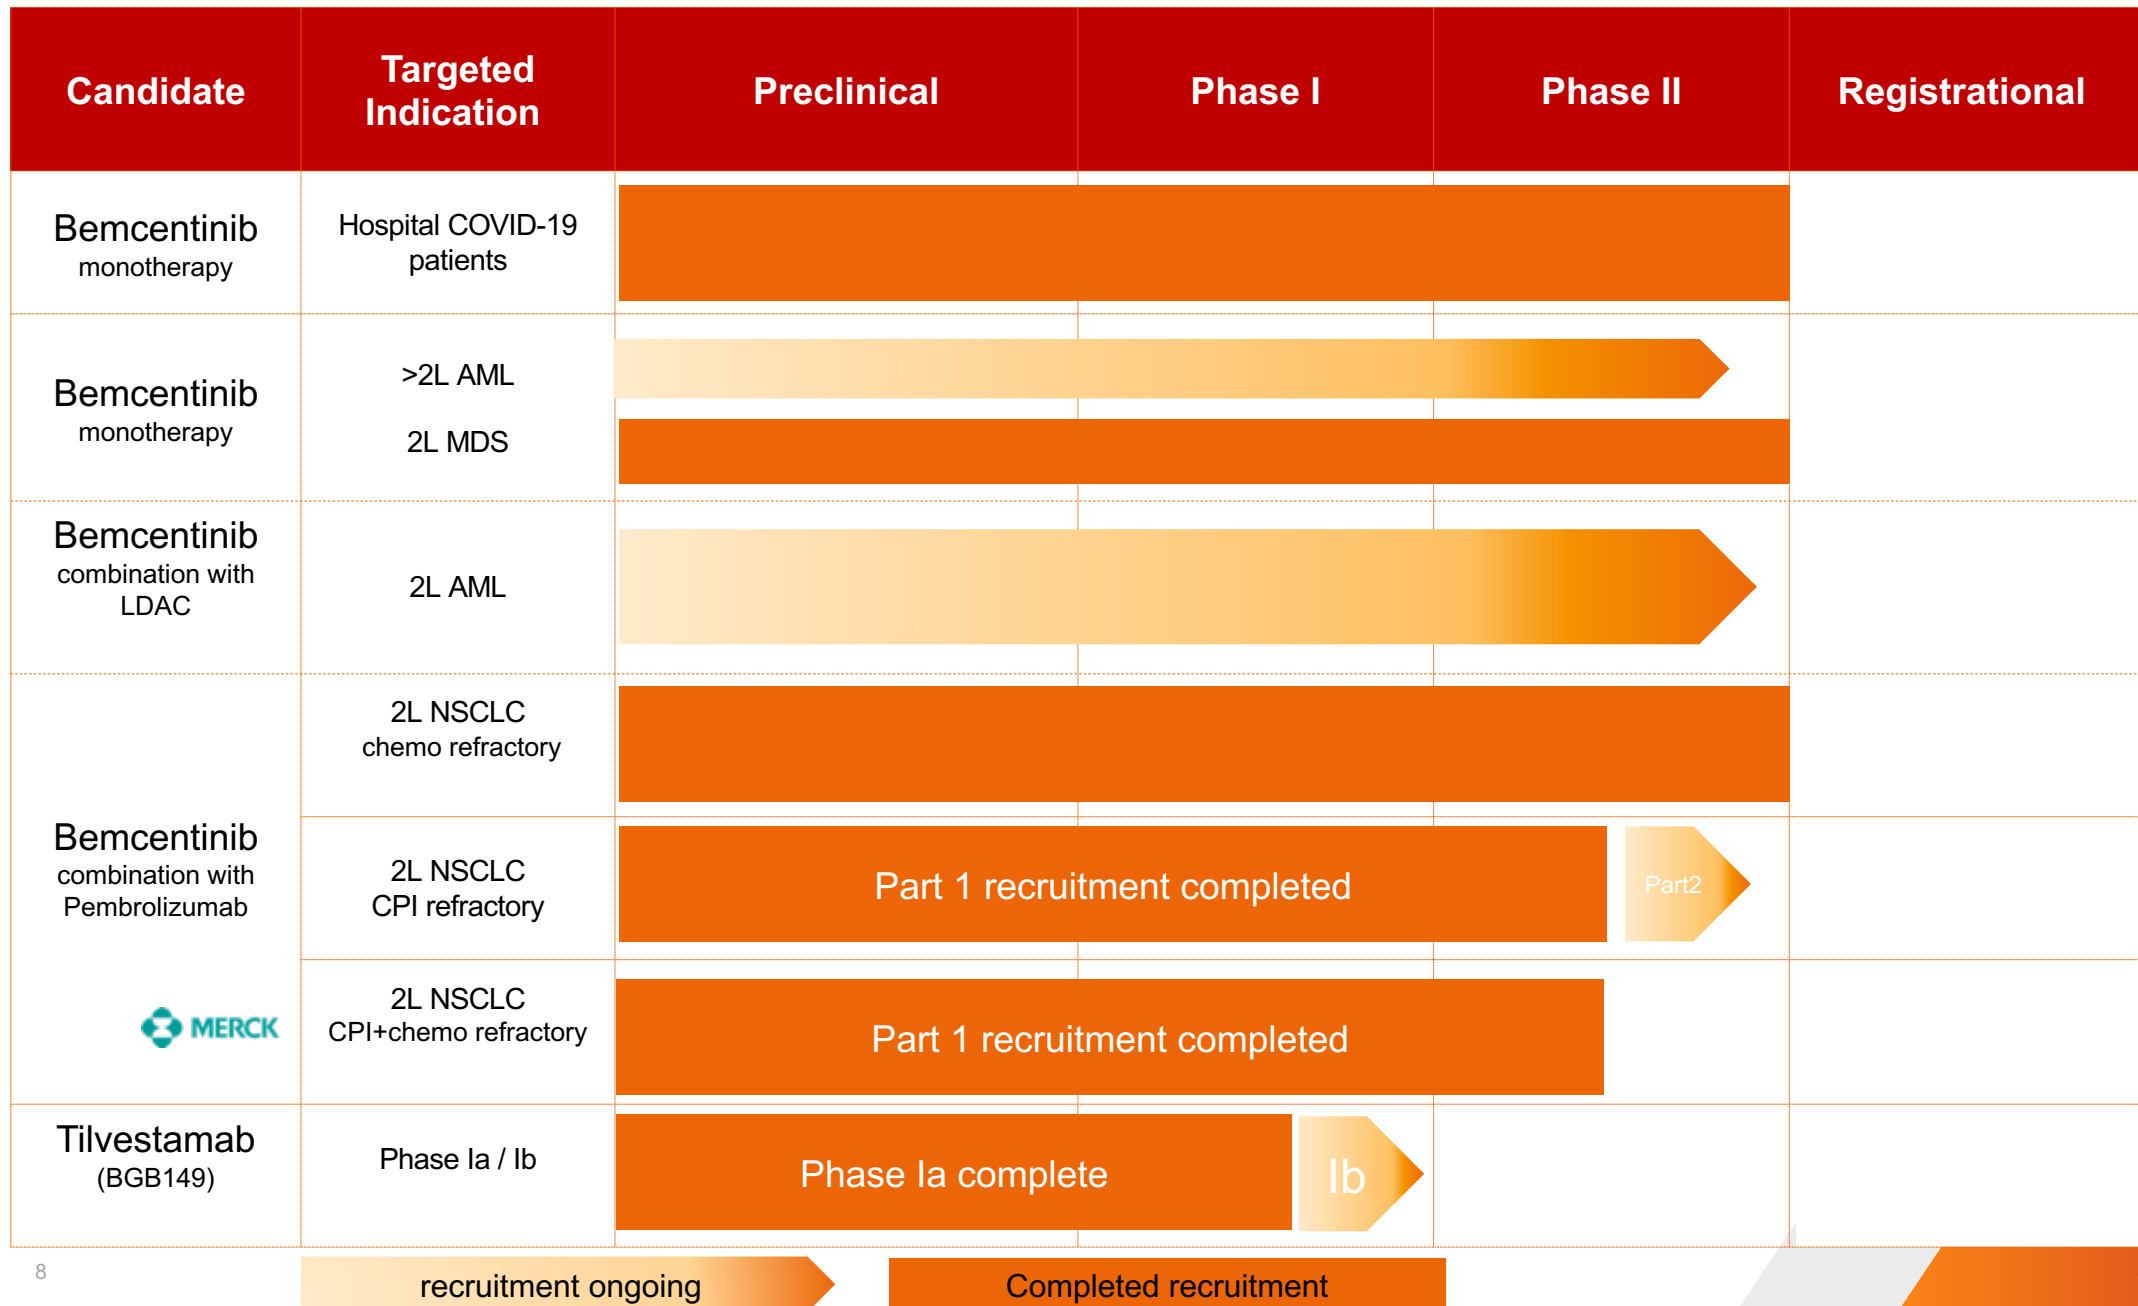 Candidate
Targeted
Indication
Preclinical
Phase I
Phase II
Registrational
Bemcentinib
monotherapy
Hospital COVID-19
patients
Bemcentinib
monotherapy
>2L AML
2L MDS
Bemcentinib
combination with
LDAC
2L AML
Bemcentinib
combination with
Pembrolizumab
MERCK
2L NSCLC
chemo refractory
2L NSCLC
CPI refractory
Part 1 recruitment completed
Part2
2L NSCLC
CPI+chemo refractory
Part 1 recruitment completed
Tilvestamab
(BGB149)
Phase Ia / Ib
Phase Ia complete
Ib
8
recruitment ongoing
Completed recruitment